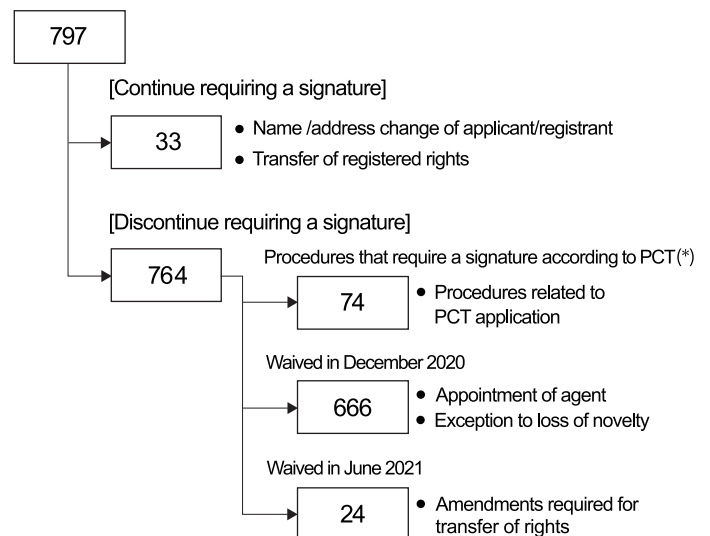 797
[Continue requiring a signature]
33
● Name /address change of applicant/registrant
● Transfer of registered rights
[Discontinue requiring a signature]
764
Procedures that require a signature according to PCT(*)
74
● Procedures related to
PCT application
Waived in December 2020
666
● Appointment of agent
● Exception to loss of novelty
Waived in June 2021
24
● Amendments required for
transfer of rights